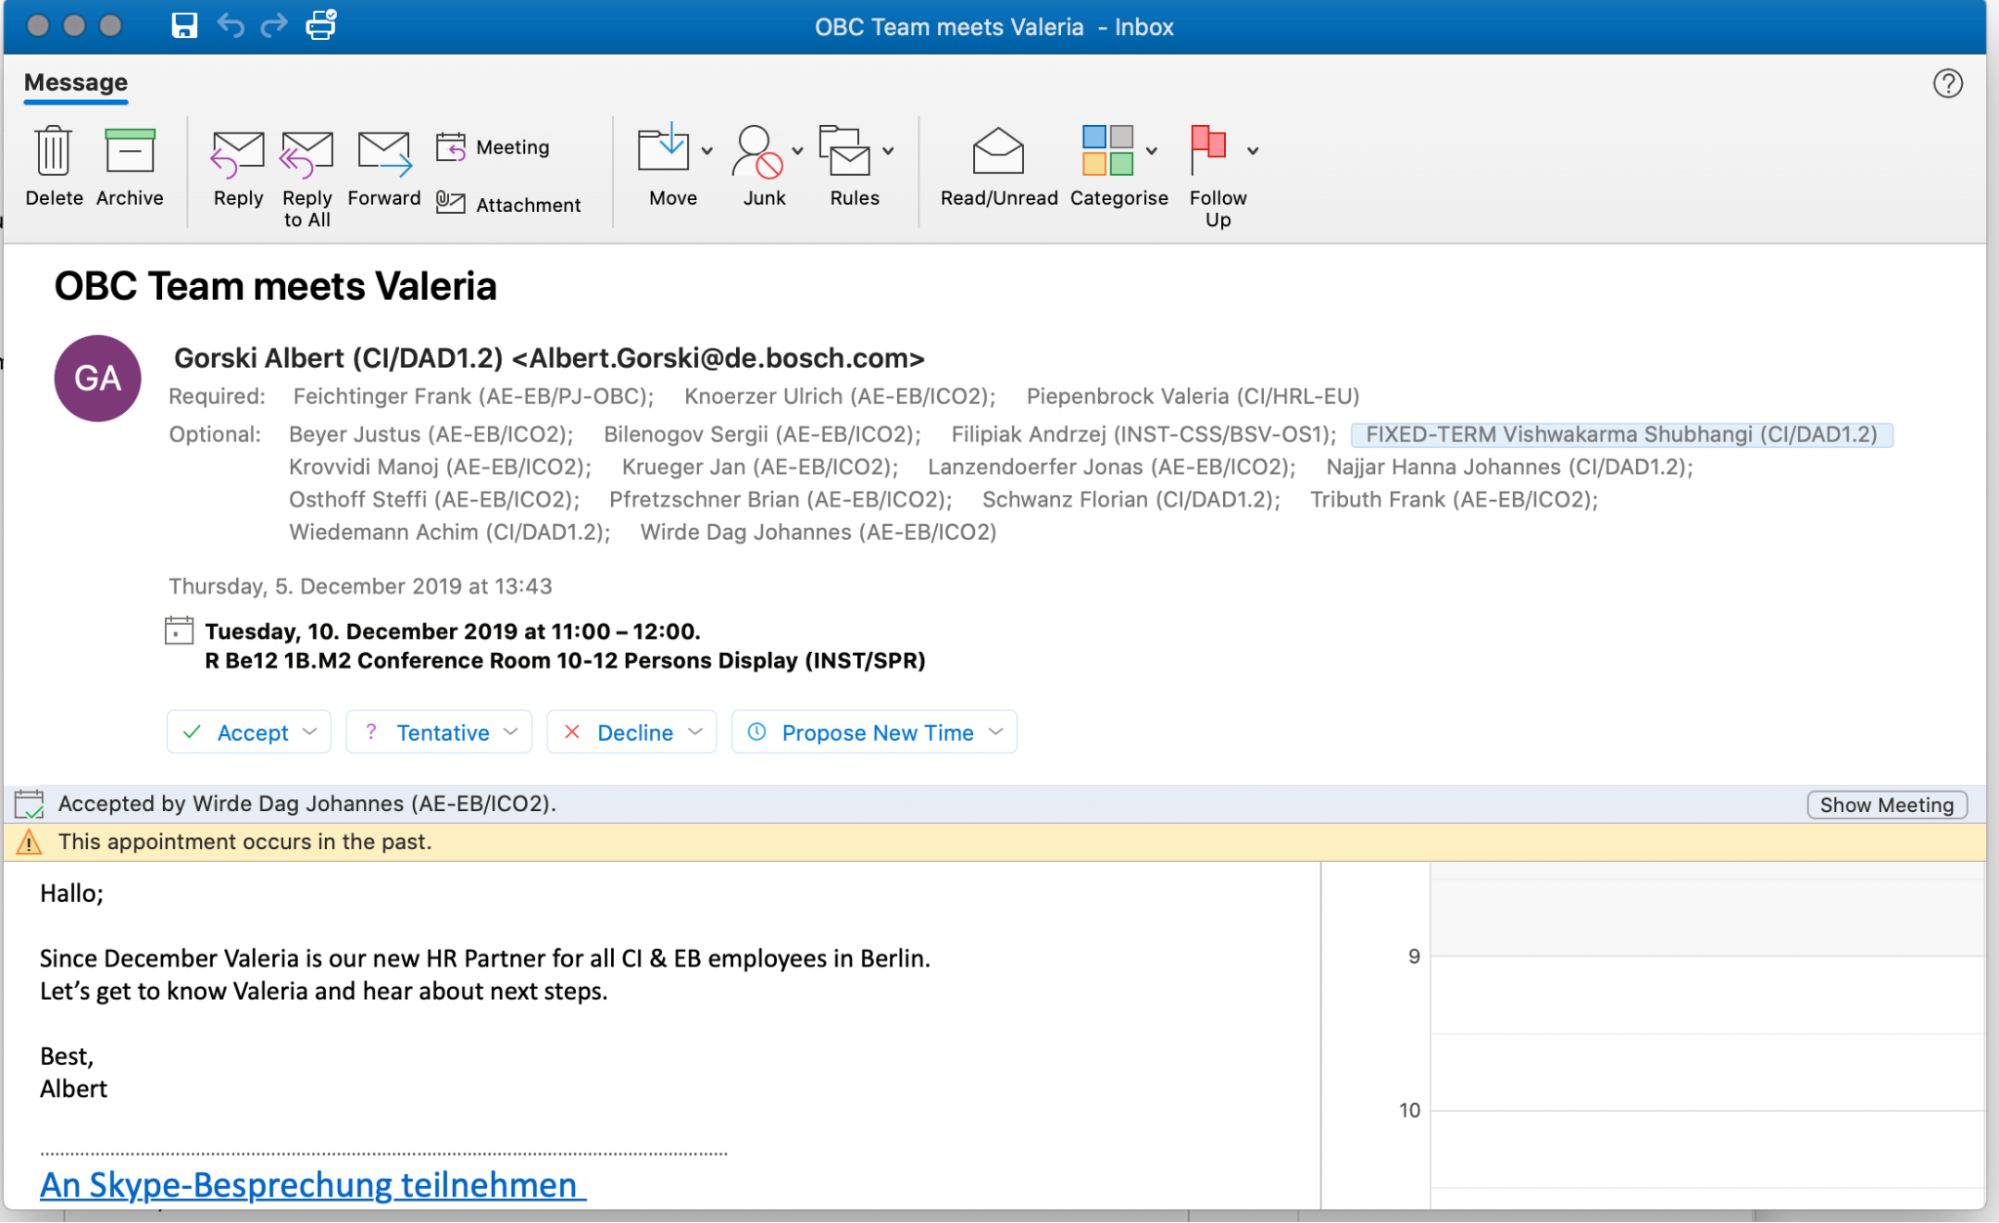 OBC Team meets Valeria - Inbox
Message
Delete
Archive
Reply
Reply to All
Forward
Meeting
Attachment
Move
Junk
Rules
Read/Unread
Categorise
Follow Up
OBC Team meets Valeria
GA
Gorski Albert (CI/DAD1.2) <Albert.Gorski@de.bosch.com>
Required: Feichtinger Frank (AE-EB/PJ-OBC); Knoerzer Ulrich (AE-EB/ICO2); Piepenbrock Valeria (CI/HRL-EU)
Optional: Beyer Justus (AE-EB/ICO2); Bilenogov Sergii (AE-EB/ICO2); Filipiak Andrzej (INST-CSS/BSV-OS1); FIXED-TERM Vishwakarma Shubhangi (CI/DAD1.2)
Krovvidi Manoj (AE-EB/ICO2); Krueger Jan (AE-EB/ICO2); Lanzendoerfer Jonas (AE-EB/ICO2); Najjar Hanna Johannes (CI/DAD1.2);
Osthoff Steffi (AE-EB/ICO2); Pfretzschner Brian (AE-EB/ICO2); Schwanz Florian (CI/DAD1.2); Tributh Frank (AE-EB/ICO2);
Wiedemann Achim (CI/DAD1.2); Wirde Dag Johannes (AE-EB/ICO2)
Thursday, 5. December 2019 at 13:43
Tuesday, 10. December 2019 at 11:00 – 12:00.
R Be12 1B.M2 Conference Room 10-12 Persons Display (INST/SPR)
Accept
? Tentative
Decline
Propose New Time
Accepted by Wirde Dag Johannes (AE-EB/ICO2).
Show Meeting
This appointment occurs in the past.
Hallo;
Since December Valeria is our new HR Partner for all CI & EB employees in Berlin.
Let’s get to know Valeria and hear about next steps.
Best,
Albert
An Skype-Besprechung teilnehmen
9
10